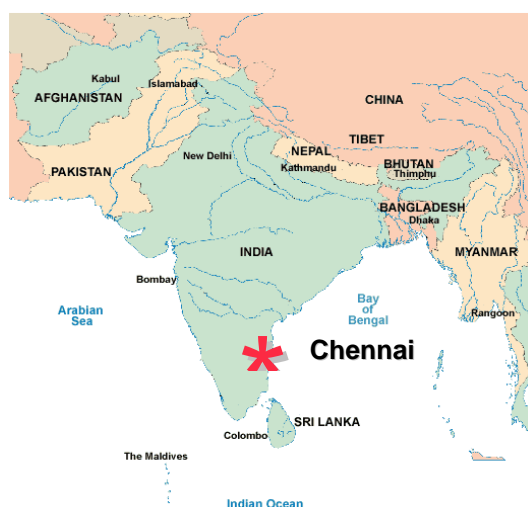 Kabul
Islamabad
AFGHANISTAN
CHINA
TIBET
NEPAL
New Delhi
BHUTAN
PAKISTAN
Kathmandu
Thimphu
BANGLADESH
Dhaka
INDIA
MYANMAR
Bombay
Arabian
Sea
Bay
of
Bengal
Rangoon
Chennai
SRI LANKA
Colombo
The Maldives
Indian Ocean